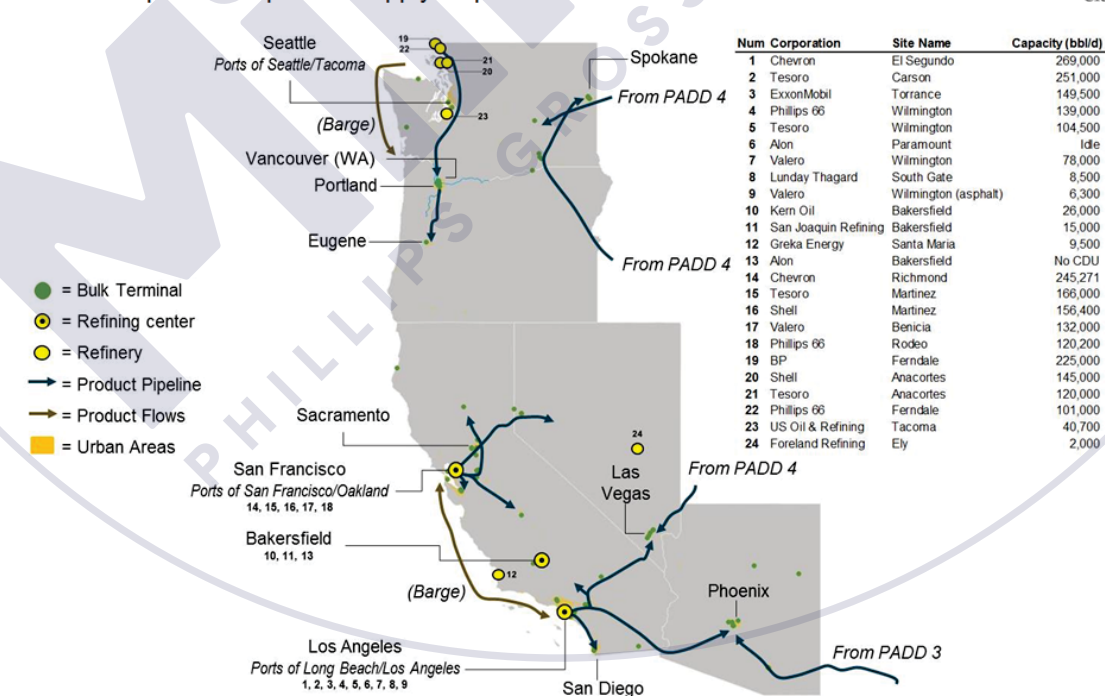 Seattle
Ports of Seattle/Tacoma
19
22
21
20
23
(Barge)
Vancouver (WA)
Portland
Eugene
Spokane
From PADD 4
From PADD 4
= Bulk Terminal
= Refining center
= Refinery
= Product Pipeline
= Product Flows
= Urban Areas
Sacramento
San Francisco
Ports of San Francisco/Oakland
14, 15, 16, 17, 18
Bakersfield
10, 11, 13
12
(Barge)
Los Angeles
Ports of Long Beach/Los Angeles
1, 2, 3, 4, 5, 6, 7, 8, 9
San Diego
24
Las
Vegas
From PADD 4
Phoenix
From PADD 3
Num Corporation Site Name Capacity (bbl/d)
1 Chevron El Segundo 269,000
2 Tesoro Carson 251,000
3 ExxonMobil Torrance 149,500
4 Phillips 66 Wilmington 139,000
5 Tesoro Wilmington 104,500
6 Alon Paramount Idle
7 Valero Wilmington 78,000
8 Lunday Thagard South Gate 8,500
9 Valero Wilmington (asphalt) 6,300
10 Kern Oil Bakersfield 26,000
11 San Joaquin Refining Bakersfield 15,000
12 Greka Energy Santa Maria 9,500
13 Alon Bakersfield No CDU
14 Chevron Richmond 245,271
15 Tesoro Martinez 166,000
16 Shell Martinez 156,400
17 Valero Benicia 132,000
18 Phillips 66 Rodeo 120,200
19 BP Ferndale 225,000
20 Shell Anacortes 145,000
21 Tesoro Anacortes 120,000
22 Phillips 66 Ferndale 101,000
23 US Oil & Refining Tacoma 40,700
24 Foreland Refining Ely 2,000
PHILLIPS GROSS